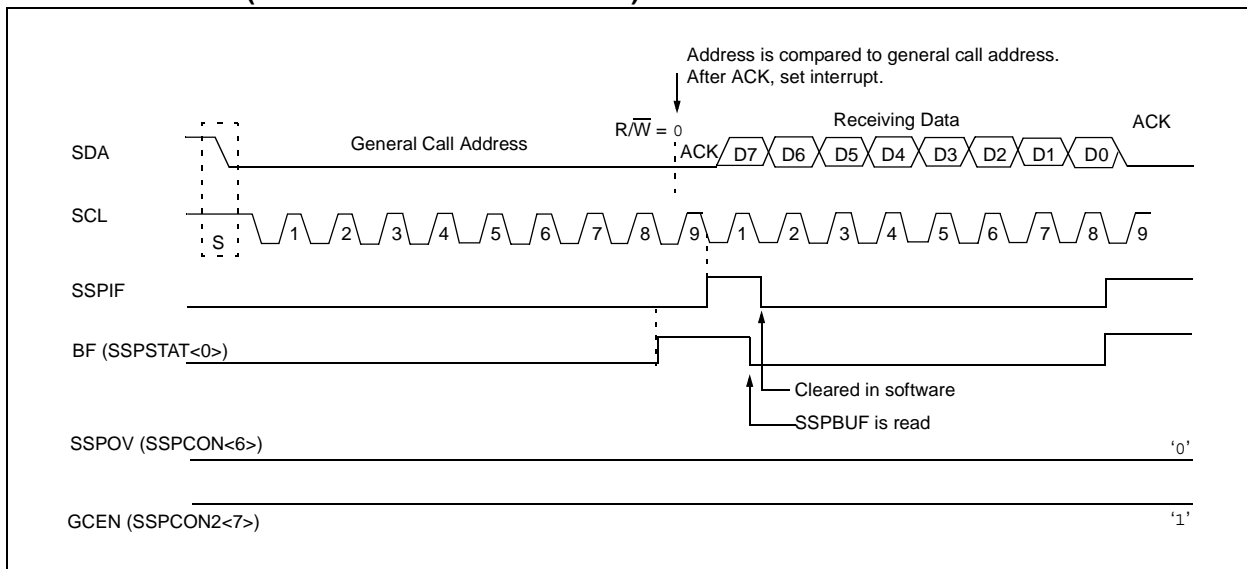 Address is compared to general call address.
After ACK, set interrupt.
R/W = 0
Receiving Data
ACK
SDA
General Call Address
ACK
D7 D6 D5 D4 D3 D2 D1 D0
SCL
S
1 2 3 4 5 6 7 8 9 1 2 3 4 5 6 7 8 9
SSPIF
BF (SSPSTAT<0>)
Cleared in software
SSPBUF is read
SSPOV (SSPCON<6>)
‘0’
GCEN (SSPCON2<7>)
‘1’